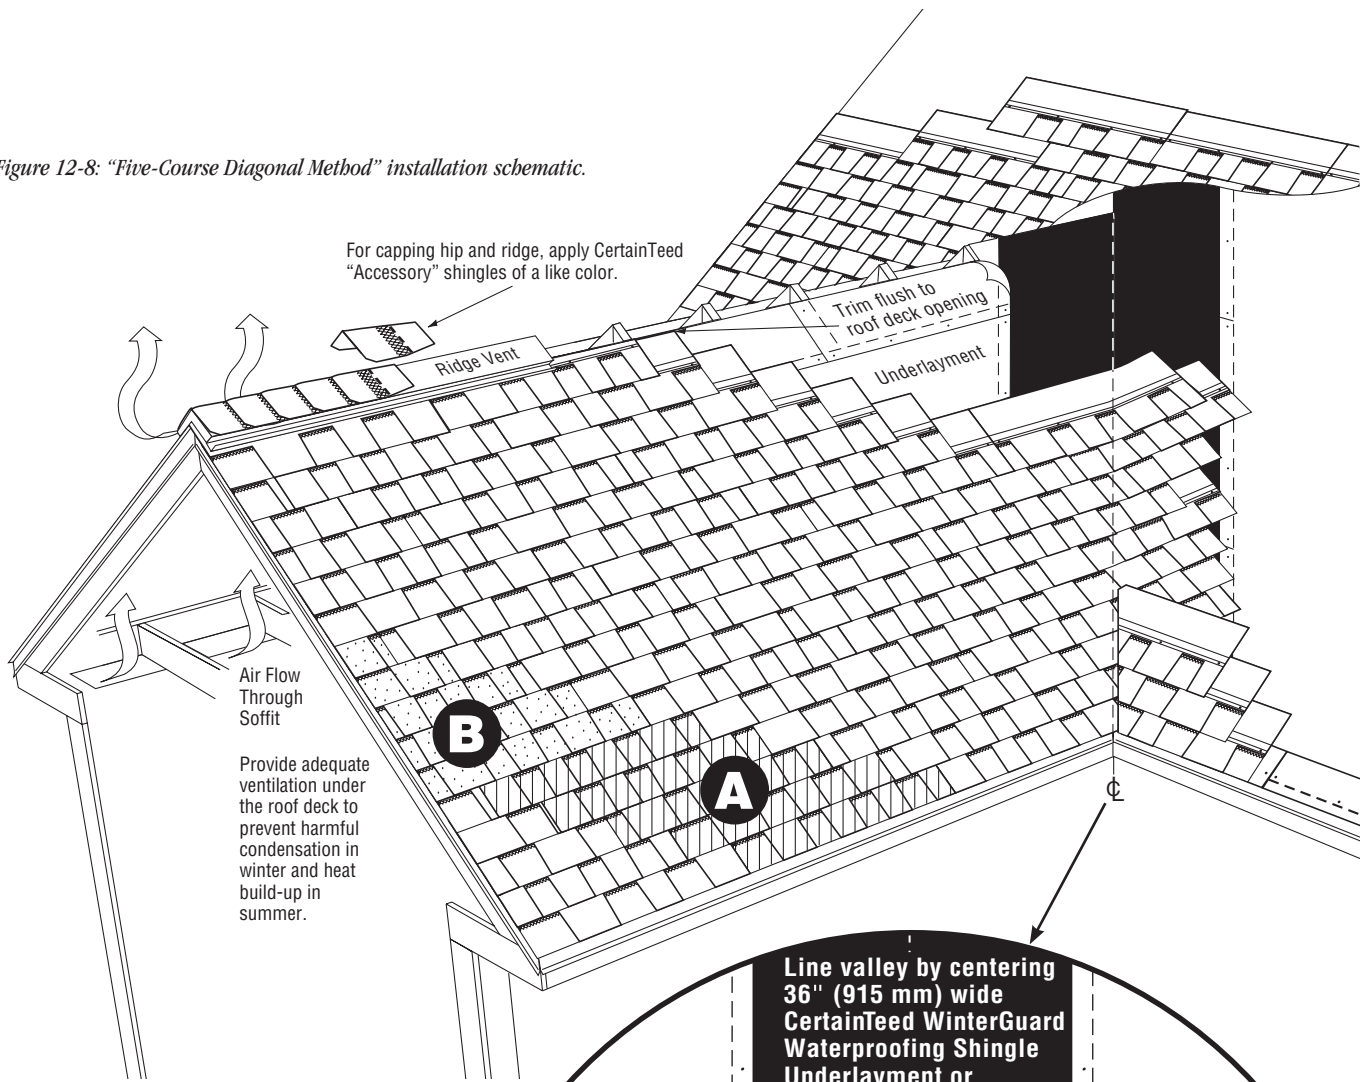 Figure 12-8: “Five-Course Diagonal Method” installation schematic.
For capping hip and ridge, apply CertainTeed
“Accessory” shingles of a like color.
Trim flush to
roof deck opening
Ridge Vent
Underlayment
Air Flow
Through
Soffit
B
A
Provide adequate
ventilation under
the roof deck to
prevent harmful
condensation in
winter and heat
build-up in
summer.
℄
Line valley by centering
36" (915 mm) wide
CertainTeed WinterGuard
Waterproofing Shingle
Underlayment or